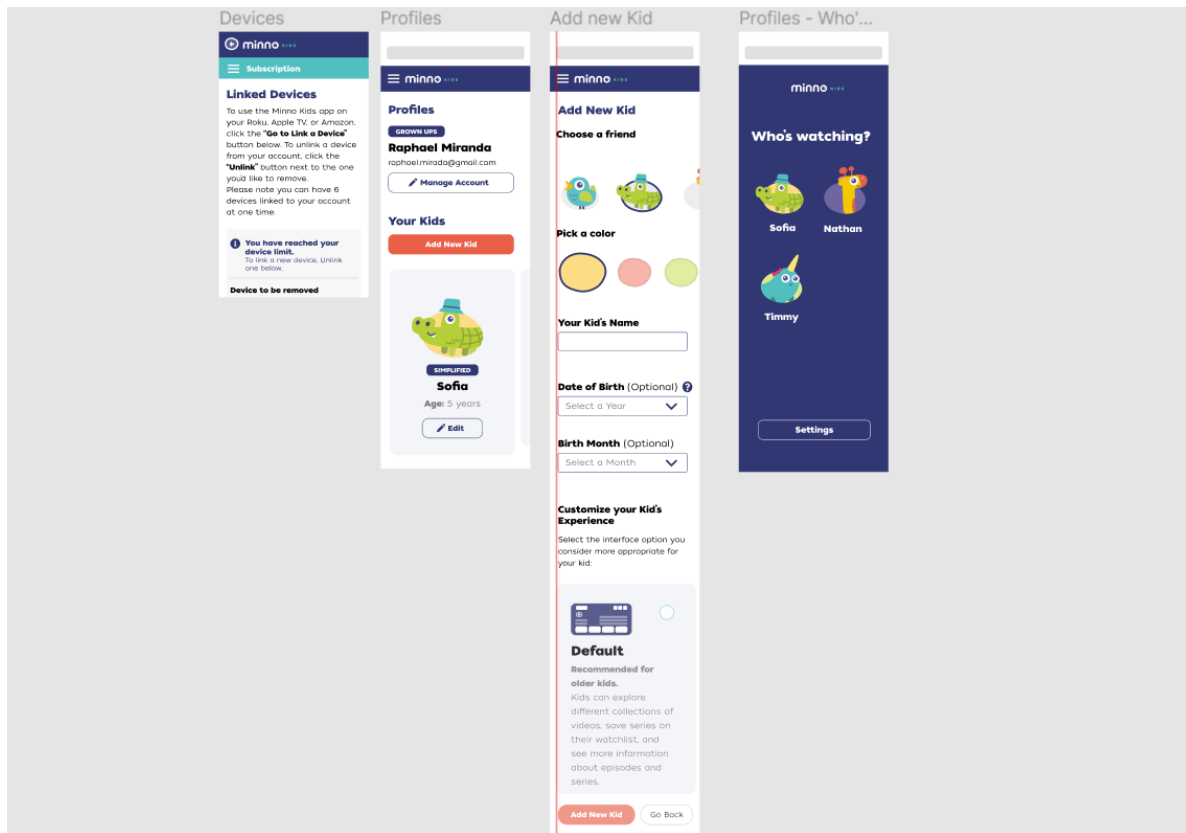 Devices
minno KIDS
Subscription
Linked Devices
To use the Minno Kids app on
your Roku, Apple TV, or Amazon,
click the "Go to Link a Device"
button below. To unlink a device
from your account, click the
"Unlink" button next to the one
you'd like to remove.
Please note you can have 6
devices linked to your account
at one time.
You have reached your
device limit.
To link a new device, Unlink
one below.
Device to be removed
Profiles
minno KIDS
Profiles
GROWN UPS
Raphael Miranda
raphael.mirada@gmail.com
Manage Account
Your Kids
Add New Kid
SIMPLIFIED
Sofia
Age: 5 years
Edit
Add new Kid
minno KIDS
Add New Kid
Choose a friend
Pick a color
Your Kid's Name
Date of Birth (Optional) ?
Select a Year
Birth Month (Optional)
Select a Month
Customize your Kid's
Experience
Select the interface option you
consider more appropriate for
your kid:
Default
Recommended for
older kids.
Kids can explore
different collections of
videos, save series on
their watchlist, and
see more information
about episodes and
series.
Add New Kid
Go Back
Profiles - Who'...
minno KIDS
Who's watching?
Sofia
Nathan
Timmy
Settings